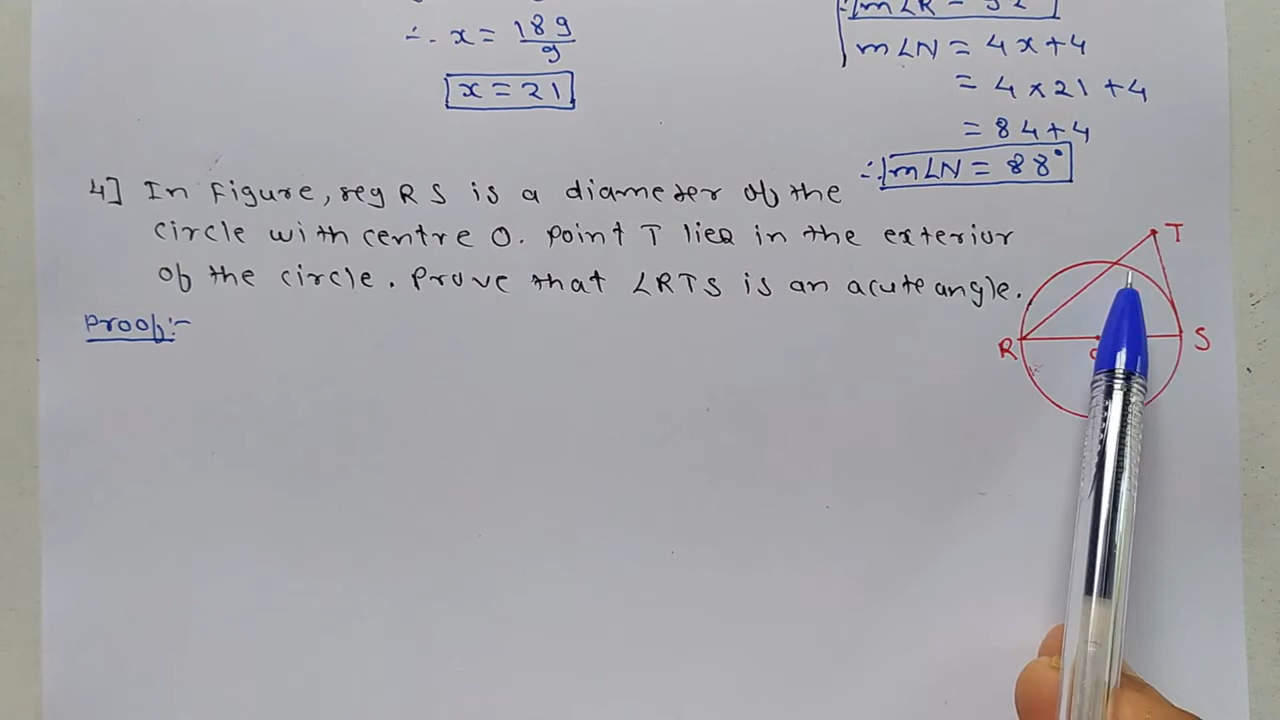 ∴ x = 189/9
x = 21
m∠N = 4x+4
= 4×21+4
= 84+4
∴ m∠N = 88°
4] In Figure, seg RS is a diameter of the
circle with centre O. point T lies in the exterior
of the circle. Prove that ∠RTS is an acute angle.
Proof:-
T
R
S